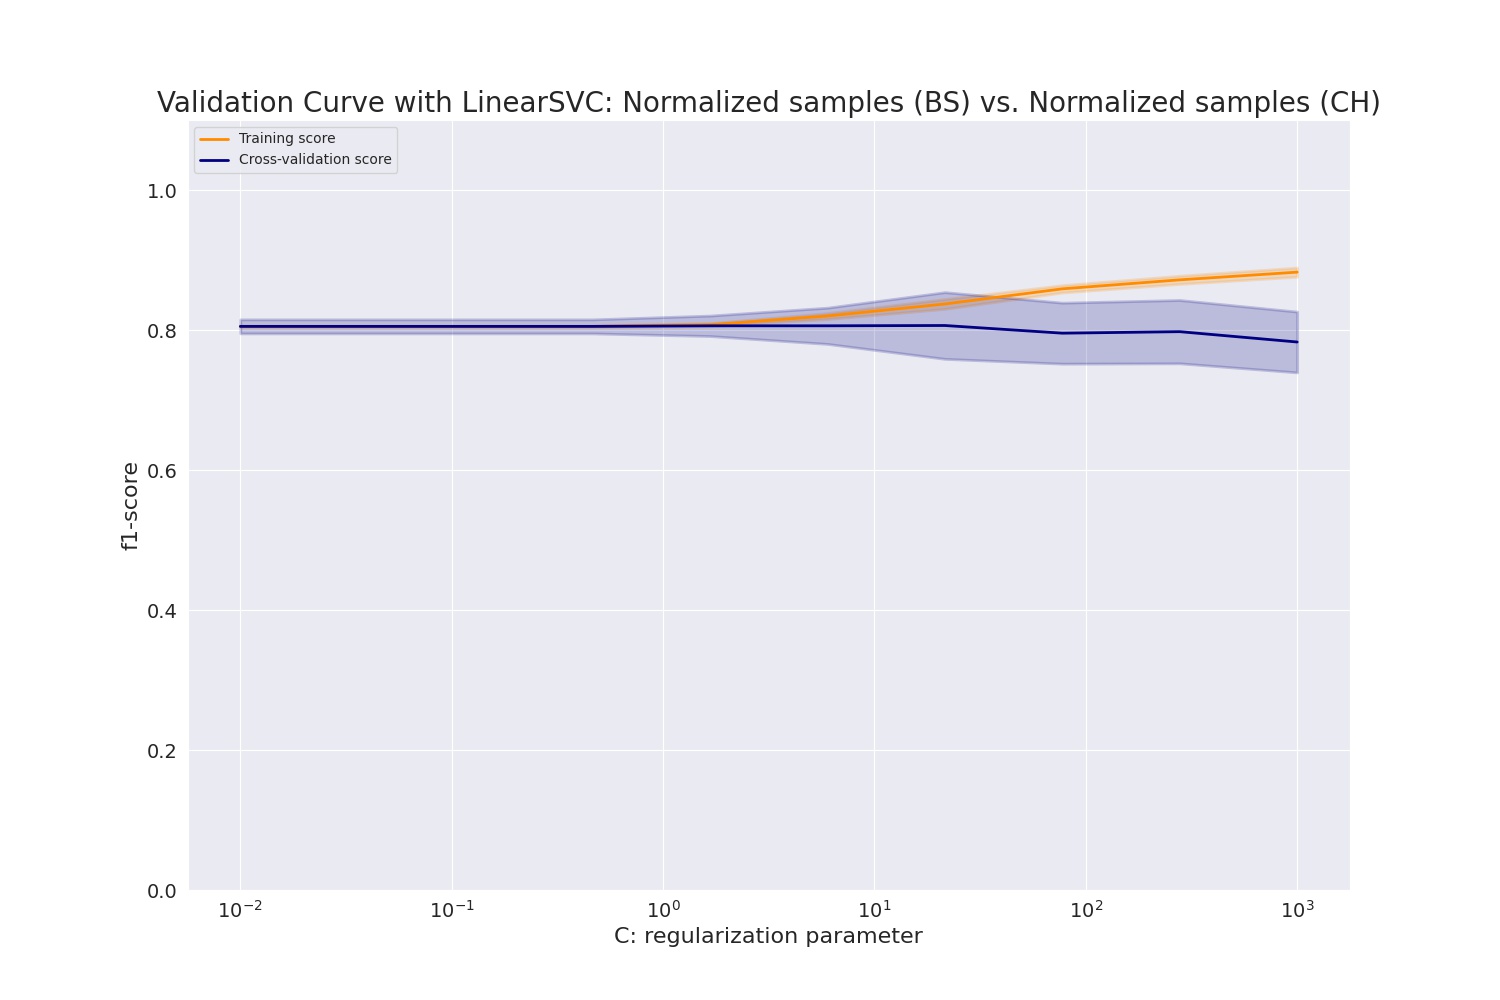 Validation Curve with LinearSVC: Normalized samples (BS) vs. Normalized samples (CH)
Training score
Cross-validation score
1.0
0.8
0.6
0.4
0.2
0.0
f1-score
10⁻² 10⁻¹ 10⁰ 10¹ 10² 10³
C: regularization parameter